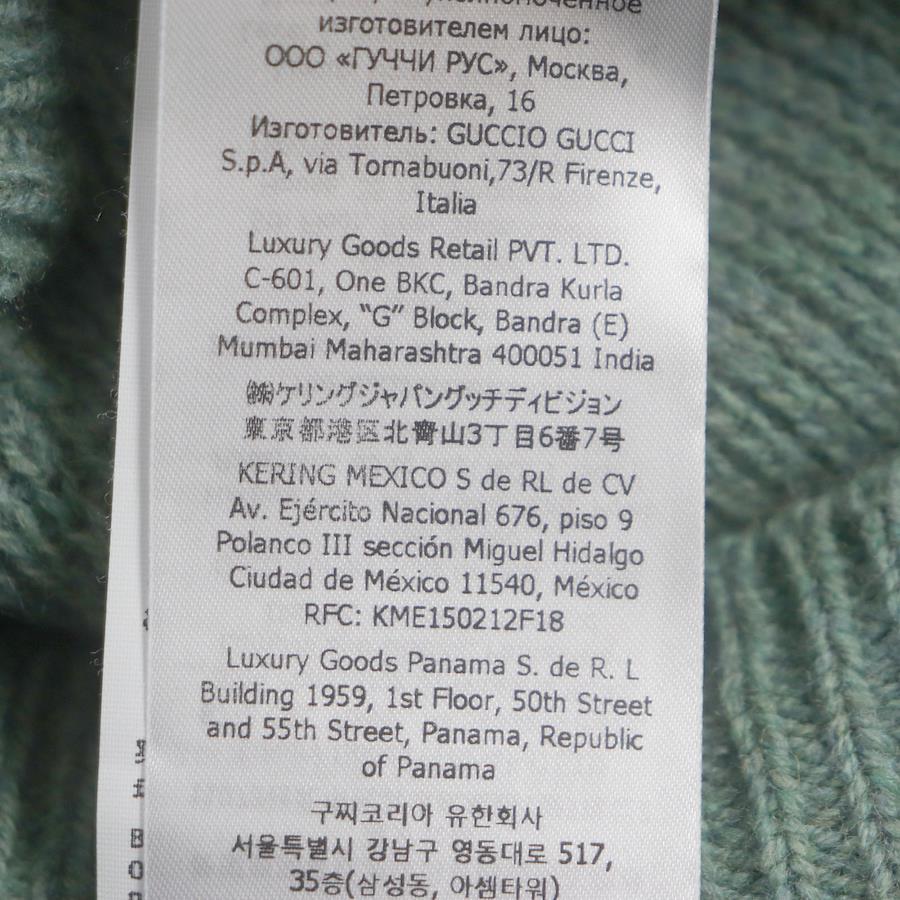 изготовителем лицо:
ООО «ГУЧЧИ РУС», Москва,
Петровка, 16
Изготовитель: GUCCIO GUCCI
S.p.A, via Tornabuoni,73/R Firenze,
Italia
Luxury Goods Retail PVT. LTD.
C-601, One BKC, Bandra Kurla
Complex, “G” Block, Bandra (E)
Mumbai Maharashtra 400051 India
㈱ケリングジャパングッチディビジョン
東京都港区北青山3丁目6番7号
KERING MEXICO S de RL de CV
Av. Ejército Nacional 676, piso 9
Polanco III sección Miguel Hidalgo
Ciudad de México 11540, México
RFC: KME150212F18
Luxury Goods Panama S. de R. L
Building 1959, 1st Floor, 50th Street
and 55th Street, Panama, Republic
of Panama
구찌코리아 유한회사
서울특별시 강남구 영동대로 517,
35층(삼성동, 아셈타워)